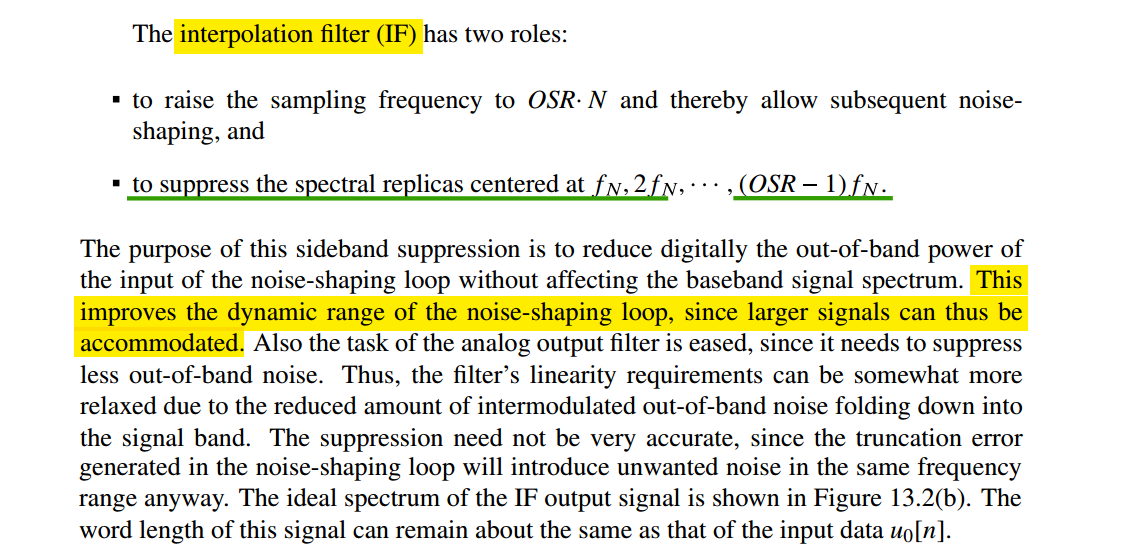 The interpolation filter (IF) has two roles:
▪ to raise the sampling frequency to OSR· N and thereby allow subsequent noise-
shaping, and
▪ to suppress the spectral replicas centered at f_N, 2f_N, · · · , (OSR − 1)f_N.
The purpose of this sideband suppression is to reduce digitally the out-of-band power of
the input of the noise-shaping loop without affecting the baseband signal spectrum. This
improves the dynamic range of the noise-shaping loop, since larger signals can thus be
accommodated. Also the task of the analog output filter is eased, since it needs to suppress
less out-of-band noise. Thus, the filter's linearity requirements can be somewhat more
relaxed due to the reduced amount of intermodulated out-of-band noise folding down into
the signal band. The suppression need not be very accurate, since the truncation error
generated in the noise-shaping loop will introduce unwanted noise in the same frequency
range anyway. The ideal spectrum of the IF output signal is shown in Figure 13.2(b). The
word length of this signal can remain about the same as that of the input data u₀[n].